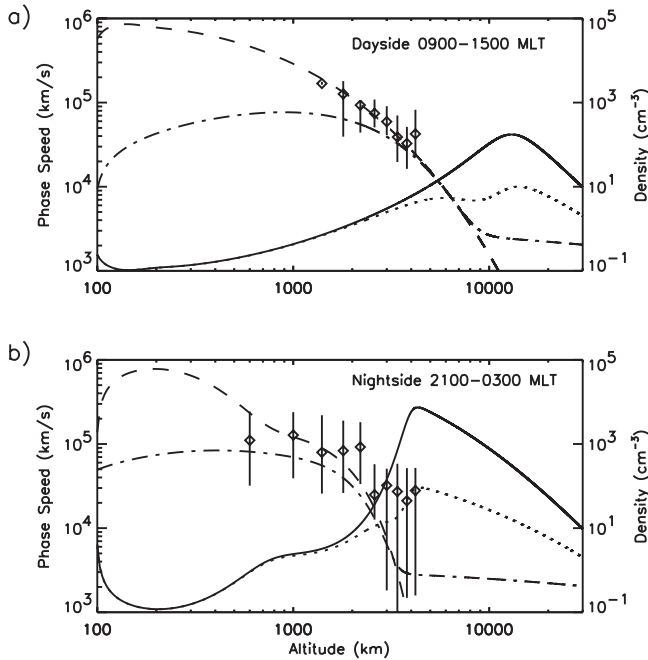 a)
Dayside 0900-1500 MLT
10^6
10^5
10^4
10^3
Phase Speed (km/s)
10^5
10^3
10^1
10^-1
Density (cm^-3)
100
1000
10000
b)
Nightside 2100-0300 MLT
10^6
10^5
10^4
10^3
Phase Speed (km/s)
10^5
10^3
10^1
10^-1
Density (cm^-3)
100
1000
10000
Altitude (km)